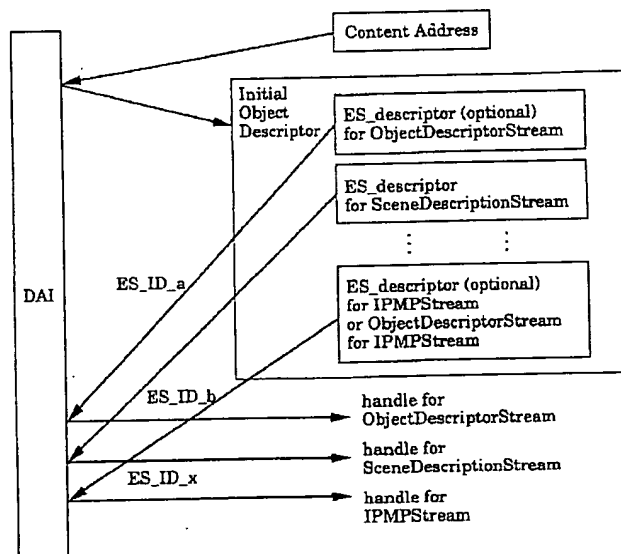 Content Address
Initial
Object
Descriptor
ES_descriptor (optional)
for ObjectDescriptorStream
ES_descriptor
for SceneDescriptionStream
ES_descriptor (optional)
for IPMPStream
or ObjectDescriptorStream
for IPMPStream
DAI
ES_ID_a
ES_ID_b
ES_ID_x
handle for
ObjectDescriptorStream
handle for
SceneDescriptionStream
handle for
IPMPStream